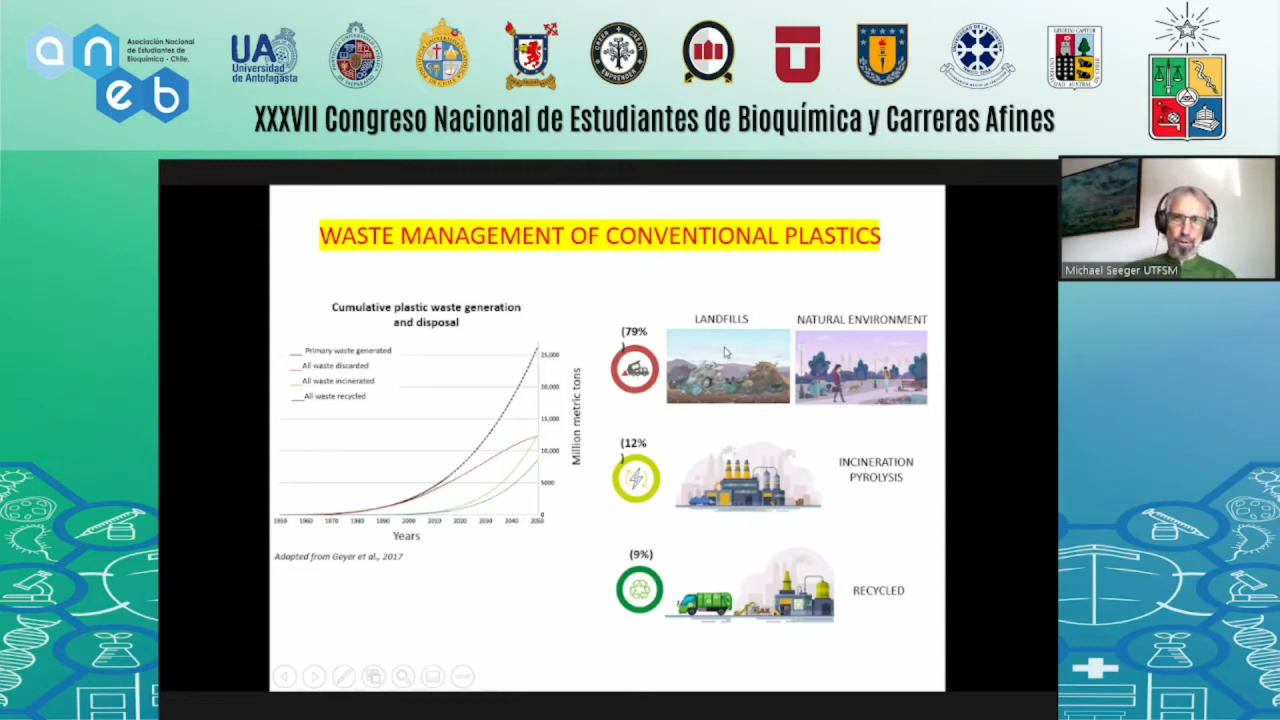 aneb
Asociación Nacional
de Estudiantes de
Bioquímica - Chile.
UA
Universidad
de Antofagasta
XXXVII Congreso Nacional de Estudiantes de Bioquímica y Carreras Afines
Michael Seeger UTFSM
WASTE MANAGEMENT OF CONVENTIONAL PLASTICS
Cumulative plastic waste generation
and disposal
Primary waste generated
All waste discarded
All waste incinerated
All waste recycled
25,000
20,000
15,000
10,000
5000
0
Million metric tons
1950 1960 1970 1980 1990 2000 2010 2020 2030 2040 2050
Years
Adapted from Geyer et al., 2017
LANDFILLS
NATURAL ENVIRONMENT
(79%
)
(12%
)
INCINERATION
PYROLYSIS
(9%)
RECYCLED